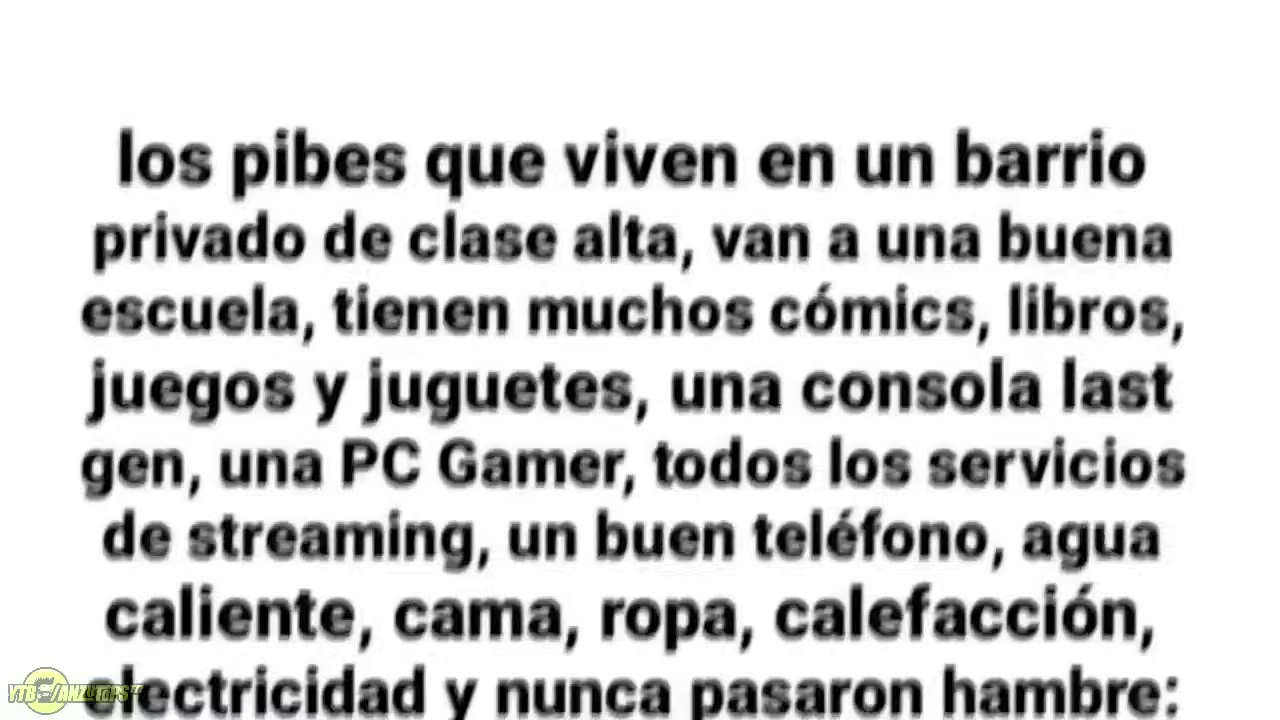 los pibes que viven en un barrio
privado de clase alta, van a una buena
escuela, tienen muchos cómics, libros,
juegos y juguetes, una consola last
gen, una PC Gamer, todos los servicios
de streaming, un buen teléfono, agua
caliente, cama, ropa, calefacción,
electricidad y nunca pasaron hambre: